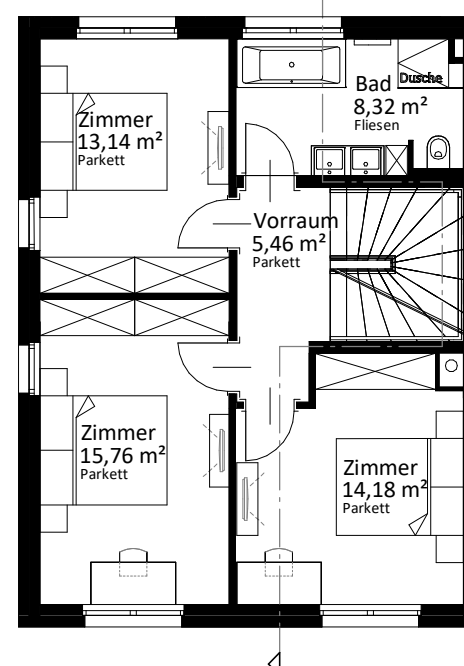 Zimmer
13,14 m²
Parkett
Bad
8,32 m²
Fliesen
Dusche
Vorraum
5,46 m²
Parkett
Zimmer
15,76 m²
Parkett
Zimmer
14,18 m²
Parkett